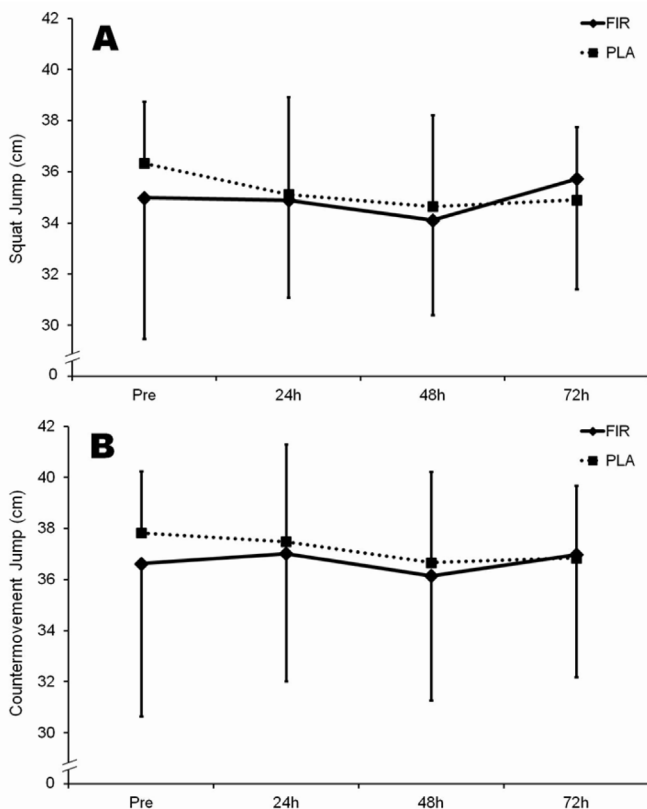 A
FIR
PLA
Squat Jump (cm)
42
40
38
36
34
32
30
0
Pre 24h 48h 72h
B
FIR
PLA
Countermovement Jump (cm)
42
40
38
36
34
32
30
0
Pre 24h 48h 72h